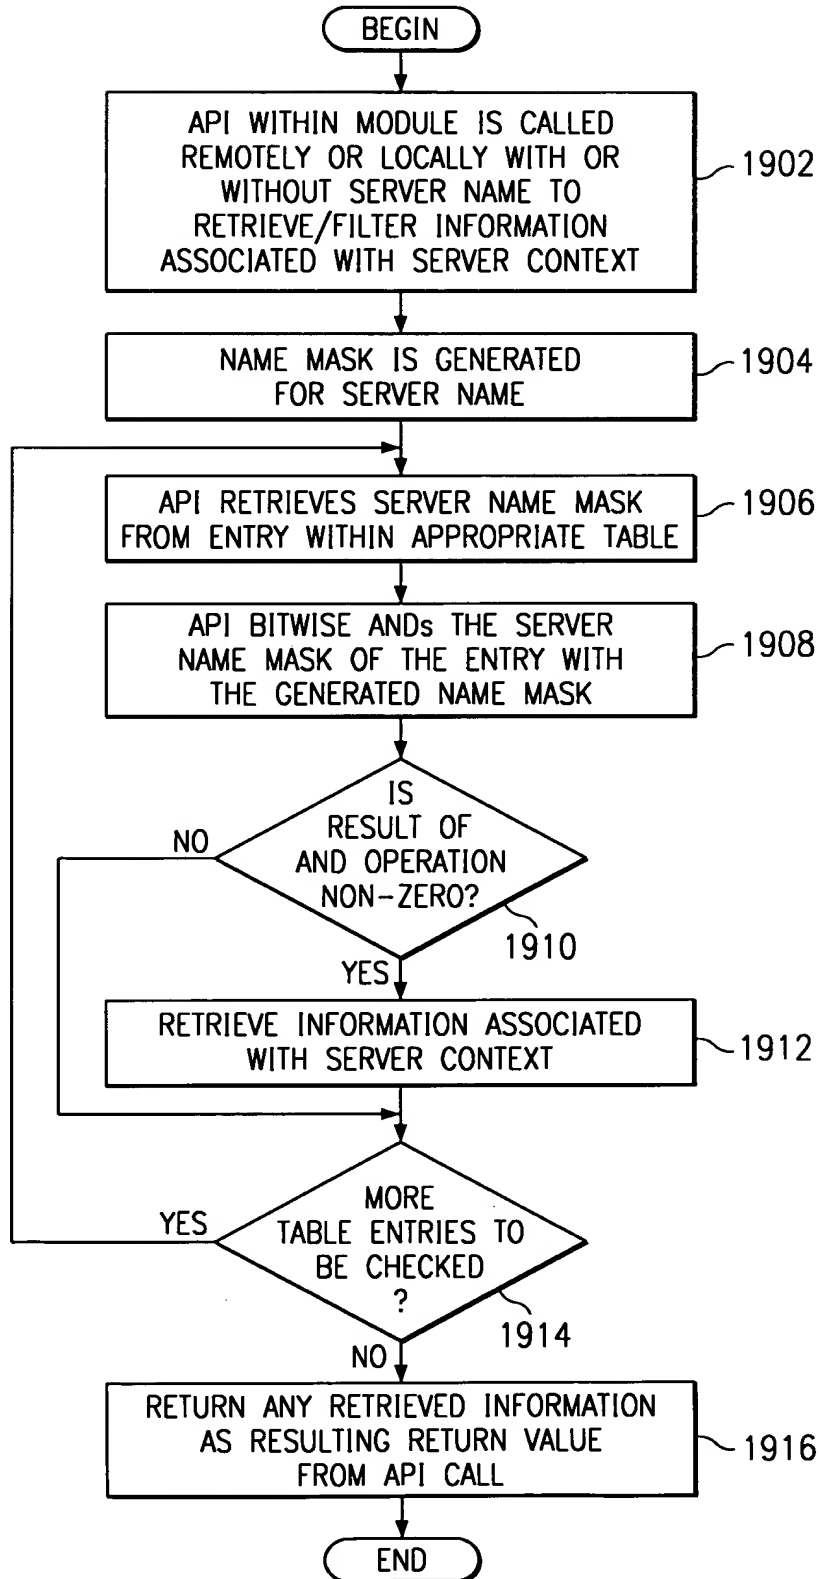 BEGIN
API WITHIN MODULE IS CALLED
REMOTELY OR LOCALLY WITH OR
WITHOUT SERVER NAME TO
RETRIEVE/FILTER INFORMATION
ASSOCIATED WITH SERVER CONTEXT
1902
NAME MASK IS GENERATED
FOR SERVER NAME
1904
API RETRIEVES SERVER NAME MASK
FROM ENTRY WITHIN APPROPRIATE TABLE
1906
API BITWISE ANDs THE SERVER
NAME MASK OF THE ENTRY WITH
THE GENERATED NAME MASK
1908
IS
RESULT OF
AND OPERATION
NON-ZERO?
NO
1910
YES
RETRIEVE INFORMATION ASSOCIATED
WITH SERVER CONTEXT
1912
MORE
TABLE ENTRIES TO
BE CHECKED
?
YES
1914
NO
RETURN ANY RETRIEVED INFORMATION
AS RESULTING RETURN VALUE
FROM API CALL
1916
END